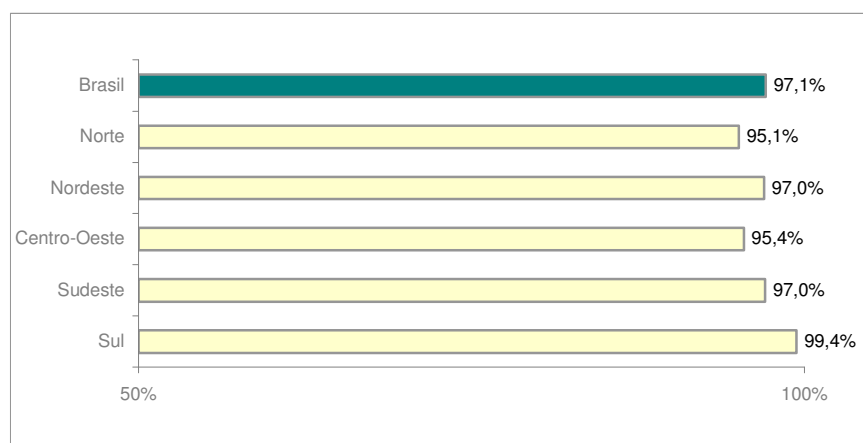 Brasil 97,1%
Norte 95,1%
Nordeste 97,0%
Centro-Oeste 95,4%
Sudeste 97,0%
Sul 99,4%
50% 100%